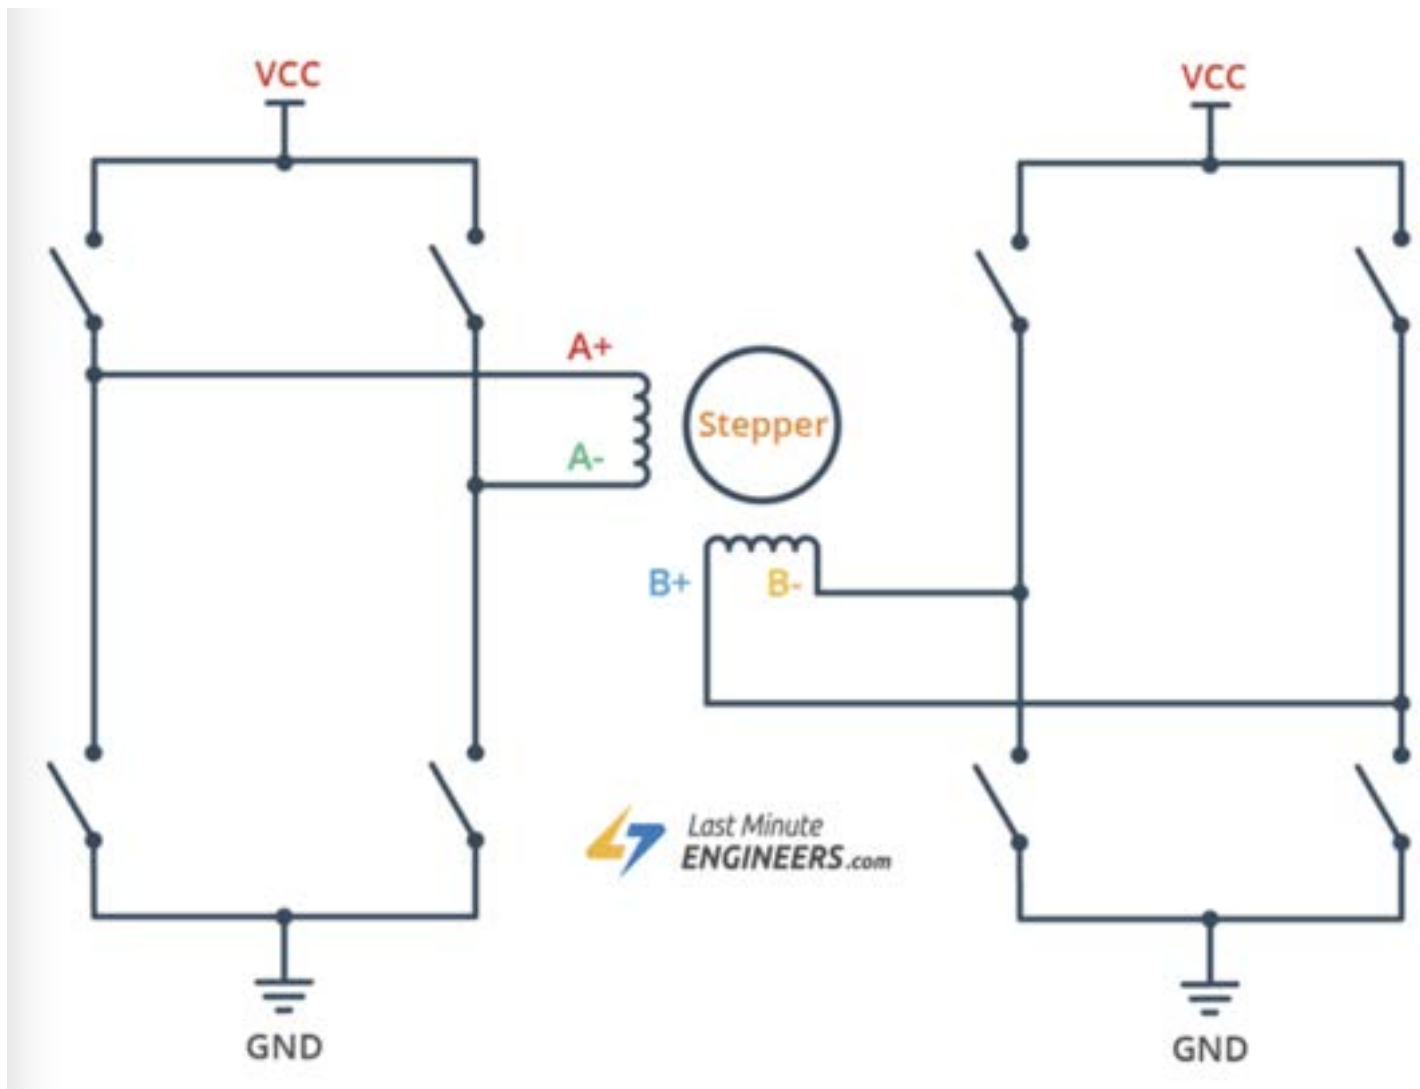 VCC
VCC
A+
Stepper
A-
B+
B-
Last Minute
ENGINEERS.com
GND
GND